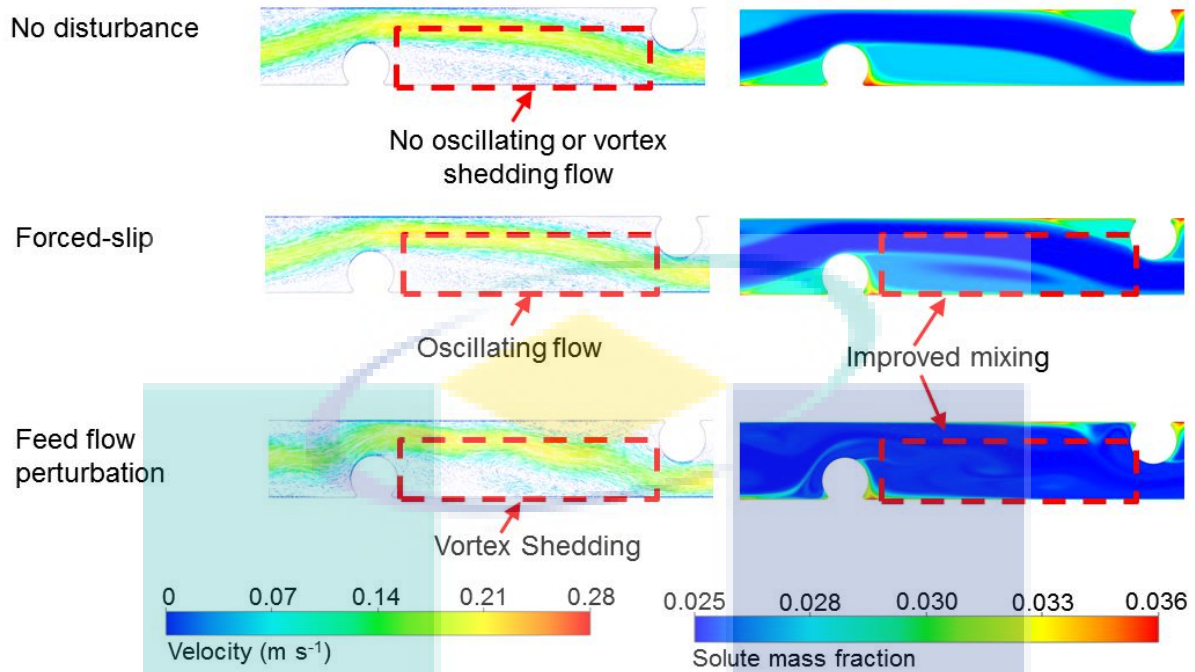 No disturbance
No oscillating or vortex
shedding flow
Forced-slip
Oscillating flow
Improved mixing
Feed flow
perturbation
Vortex Shedding
0 0.07 0.14 0.21 0.28
Velocity (m s⁻¹)
0.025 0.028 0.030 0.033 0.036
Solute mass fraction